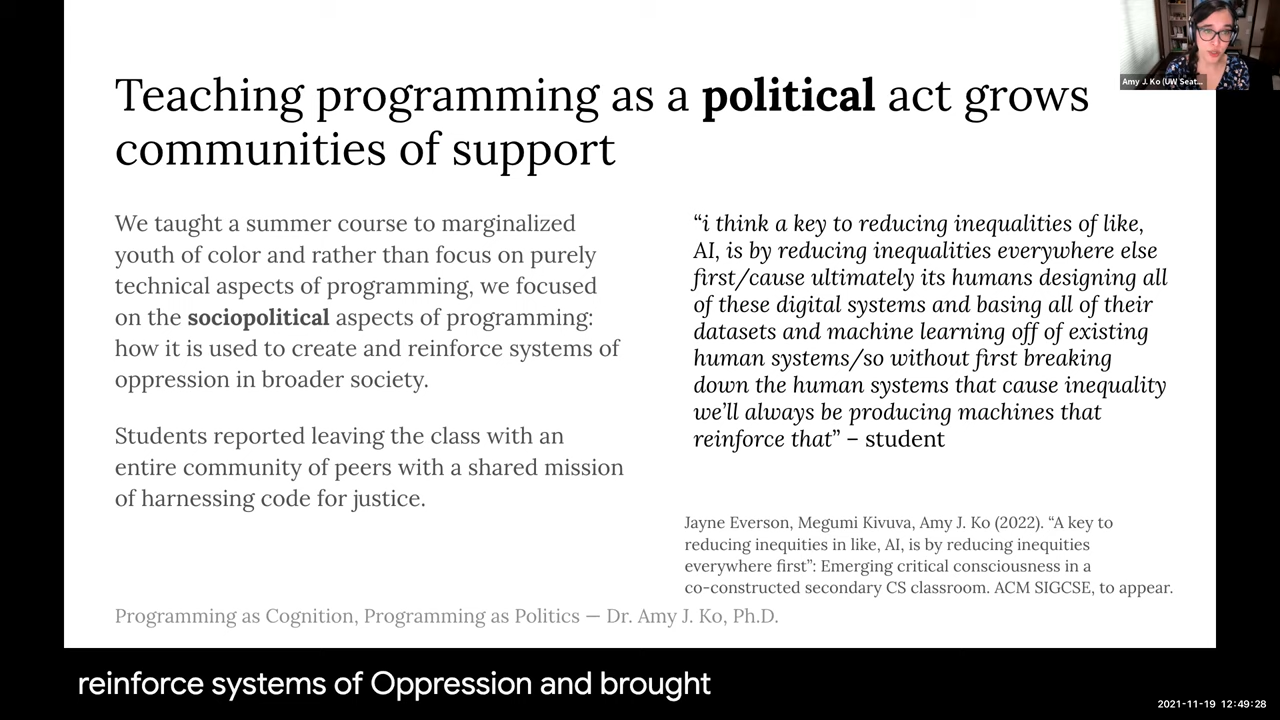 Amy J. Ko (UW Seat...
Teaching programming as a political act grows
communities of support
We taught a summer course to marginalized
youth of color and rather than focus on purely
technical aspects of programming, we focused
on the sociopolitical aspects of programming:
how it is used to create and reinforce systems of
oppression in broader society.
Students reported leaving the class with an
entire community of peers with a shared mission
of harnessing code for justice.
“i think a key to reducing inequalities of like,
AI, is by reducing inequalities everywhere else
first/cause ultimately its humans designing all
of these digital systems and basing all of their
datasets and machine learning off of existing
human systems/so without first breaking
down the human systems that cause inequality
we’ll always be producing machines that
reinforce that” – student
Jayne Everson, Megumi Kivuva, Amy J. Ko (2022). “A key to
reducing inequities in like, AI, is by reducing inequities
everywhere first”: Emerging critical consciousness in a
co-constructed secondary CS classroom. ACM SIGCSE, to appear.
Programming as Cognition, Programming as Politics — Dr. Amy J. Ko, Ph.D.
reinforce systems of Oppression and brought
2021-11-19 12:49:28